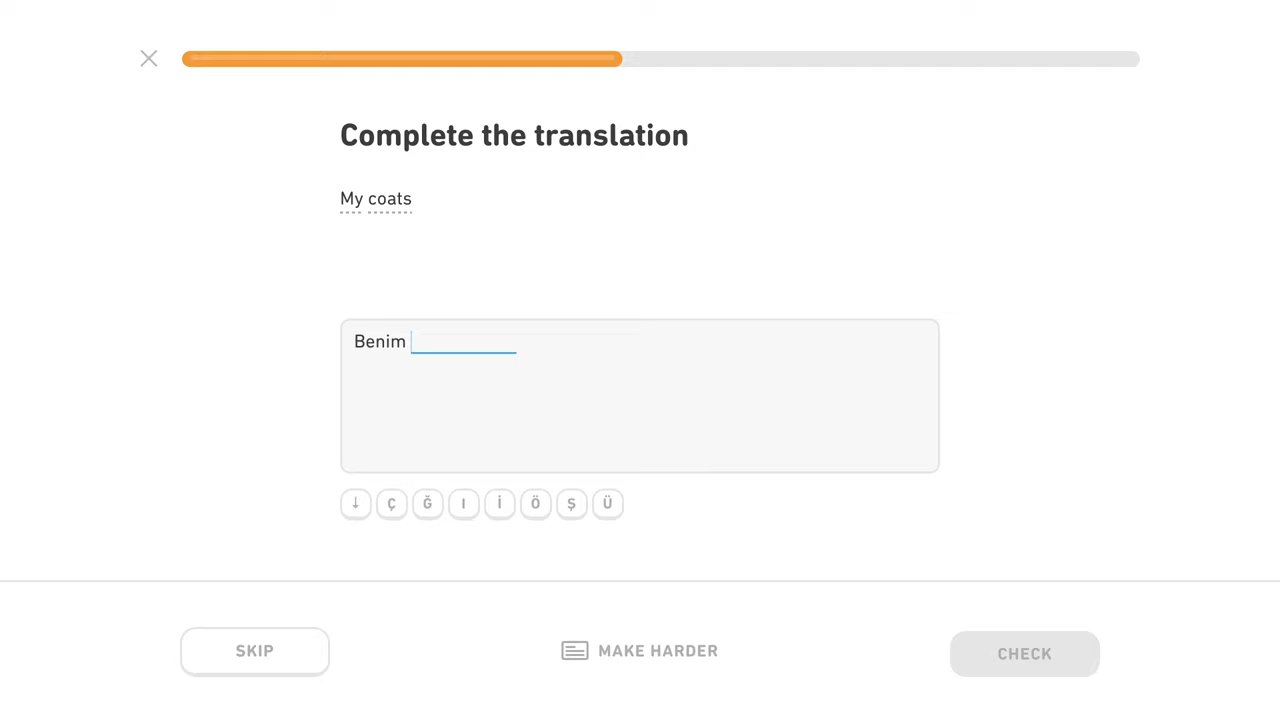 Complete the translation
My coats
Benim
↓ Ç Ğ I İ Ö Ş Ü
SKIP
MAKE HARDER
CHECK